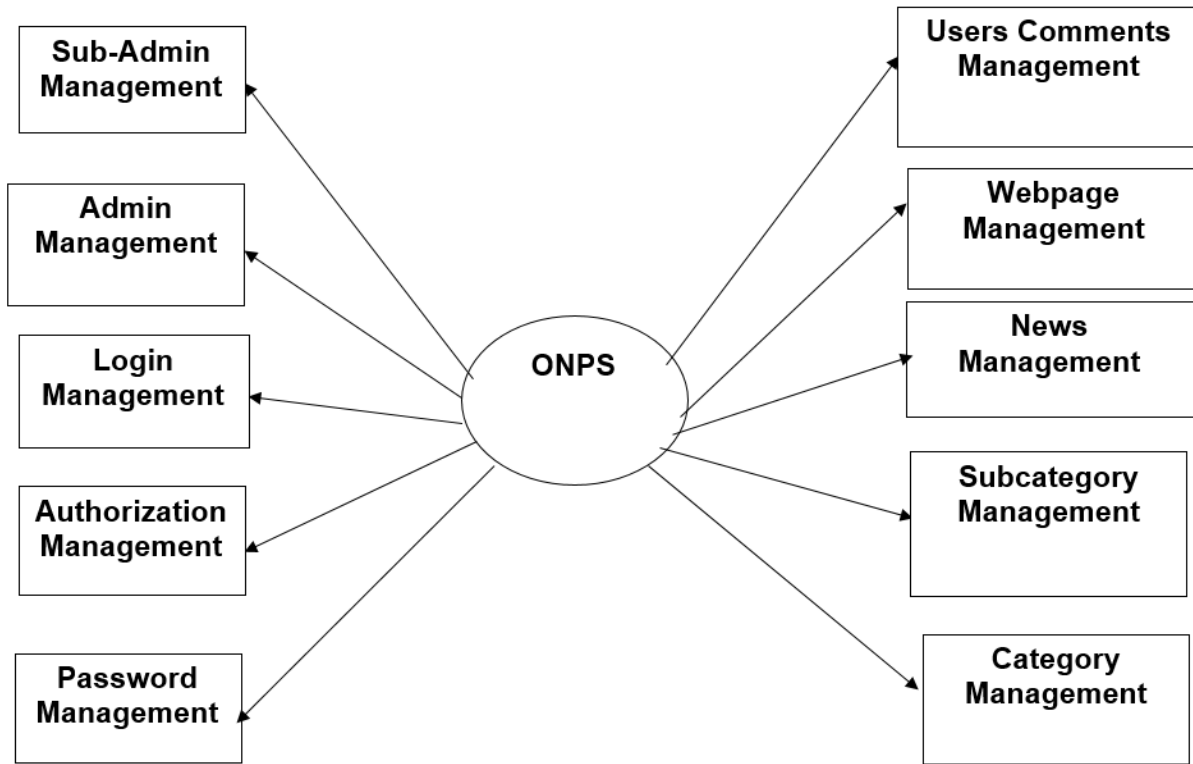 Sub-Admin
Management
Admin
Management
Login
Management
Authorization
Management
Password
Management
ONPS
Users Comments
Management
Webpage
Management
News
Management
Subcategory
Management
Category
Management